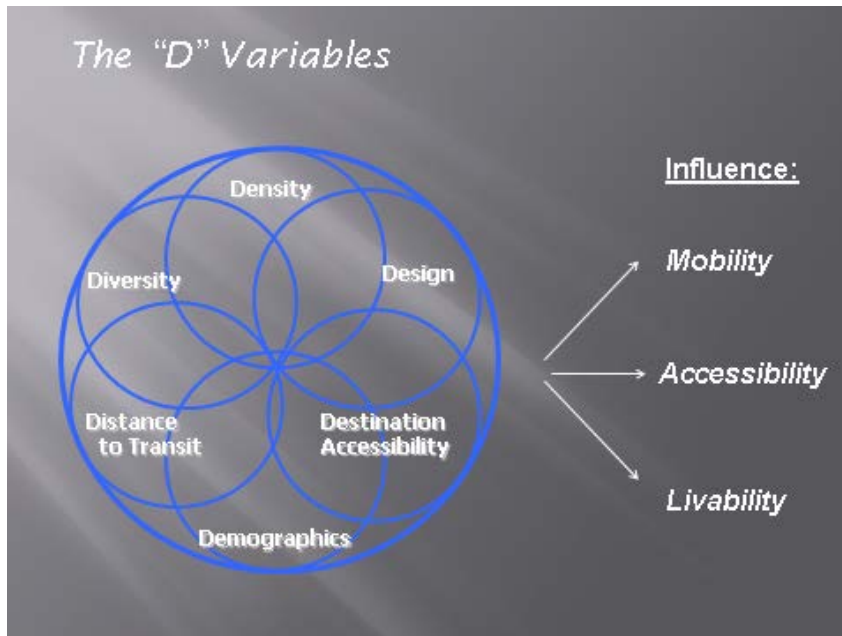 The “D” Variables
Density
Diversity
Design
Distance
to Transit
Destination
Accessibility
Demographics
Influence:
Mobility
Accessibility
Livability